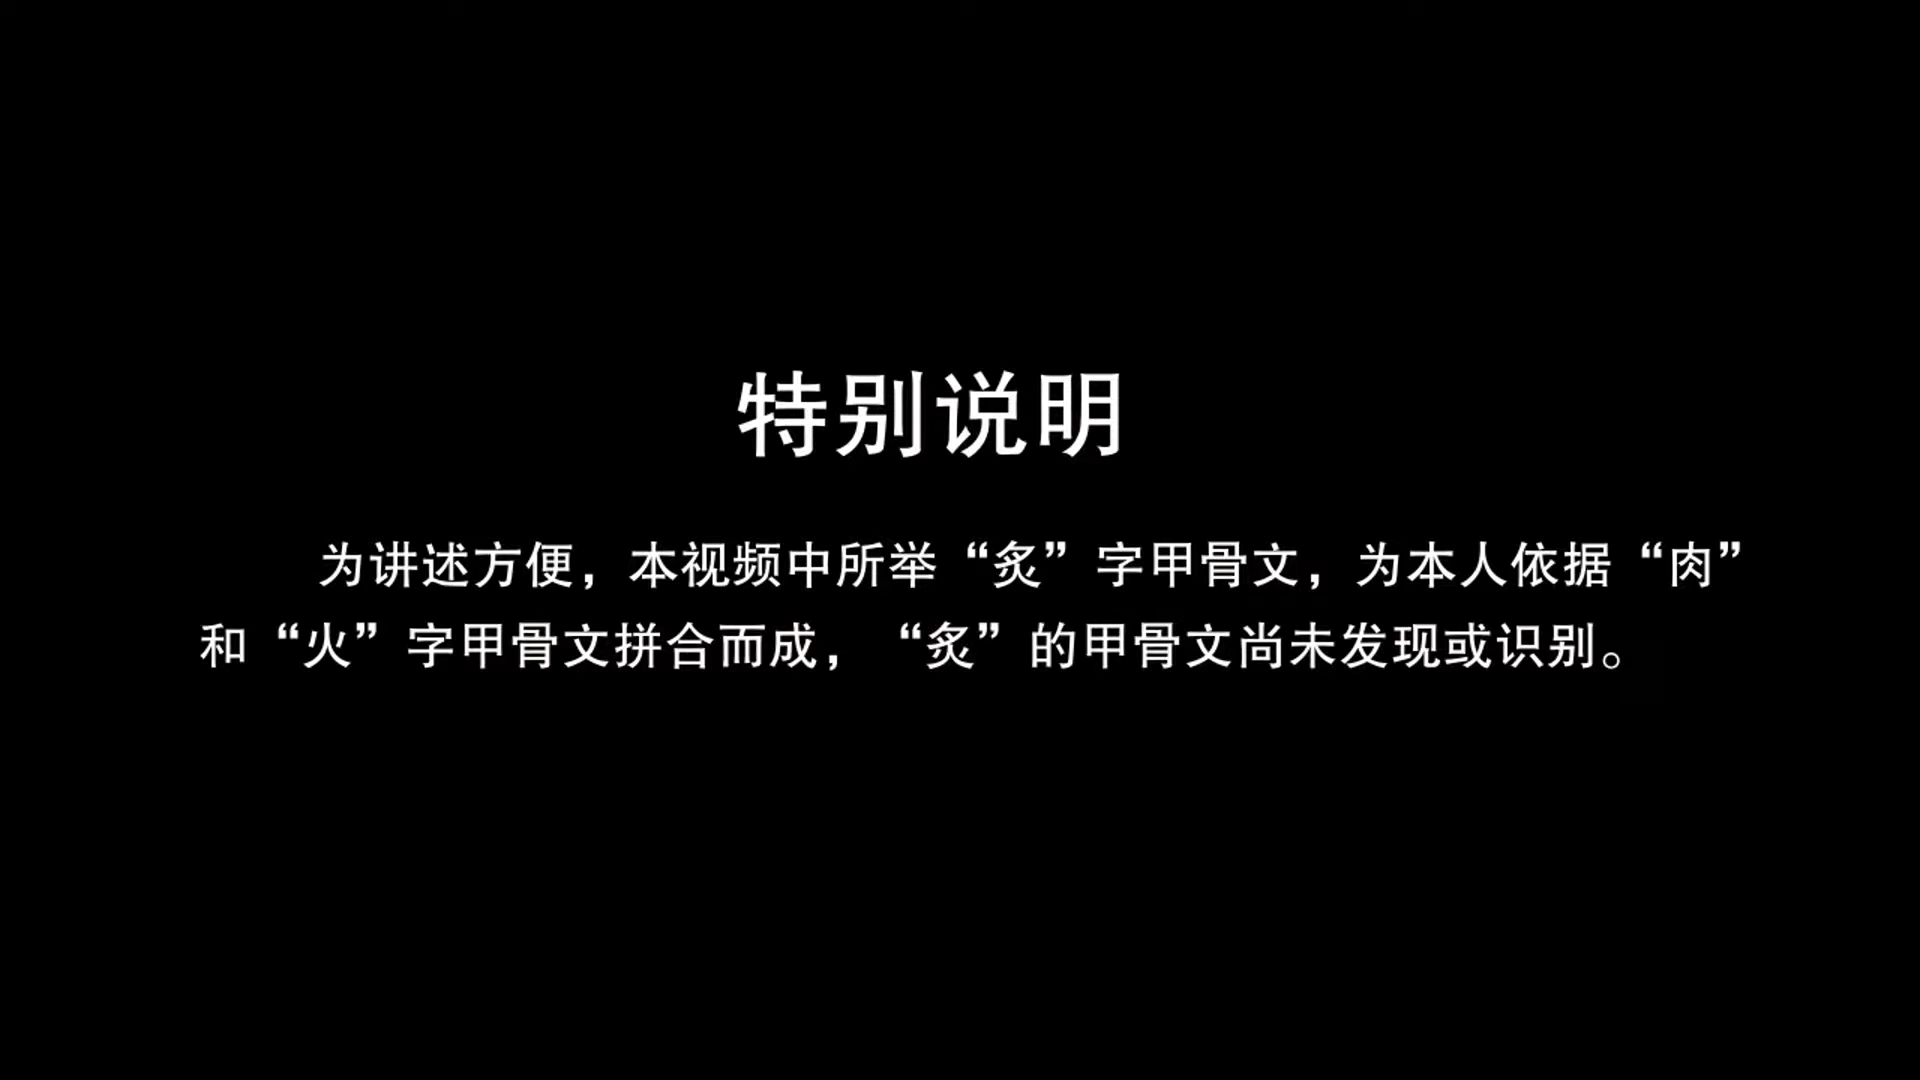 特别说明
为讲述方便，本视频中所举“炙”字甲骨文，为本人依据“肉”
和“火”字甲骨文拼合而成，“炙”的甲骨文尚未发现或识别。